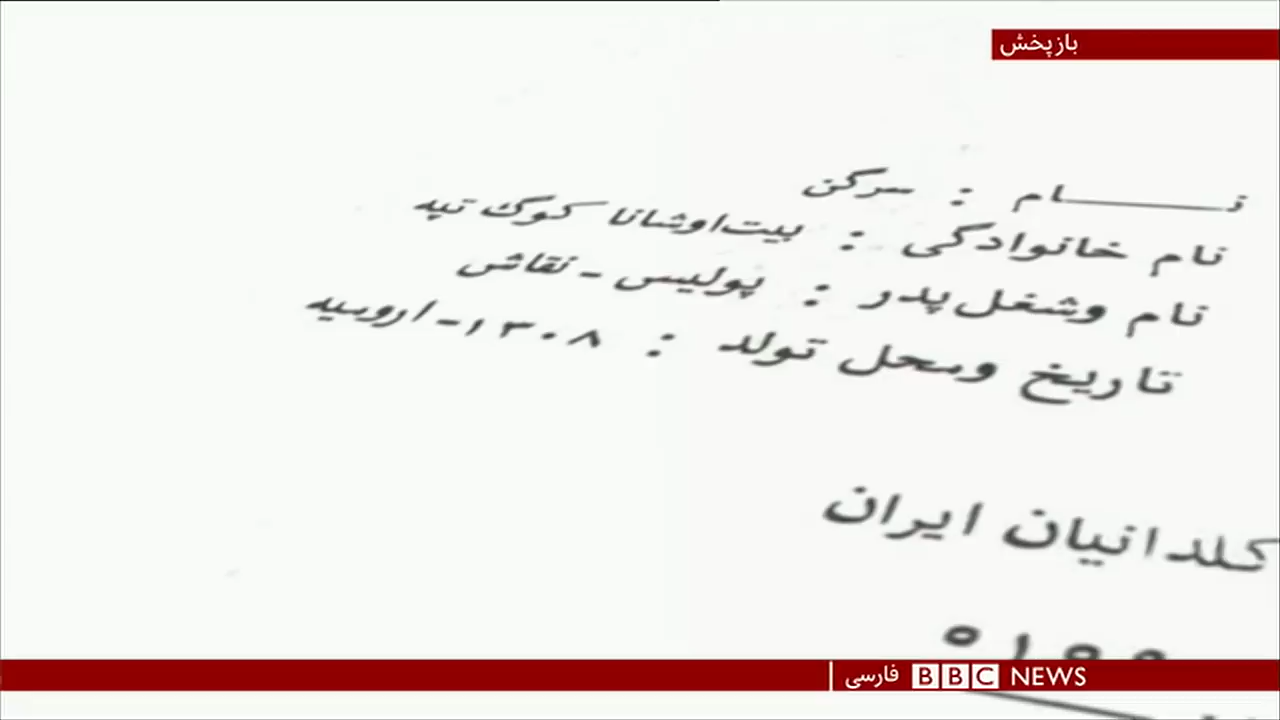 بازپخش
نـــــام : سرگن
نام خانوادگی : بیت‌اوشانا کوک تپه
نام وشغل پدر : پولیس - نقاش
تاریخ ومحل تولد : ۱۳۰۸- ارومیه
کلدانیان ایران
فارسی BBC NEWS